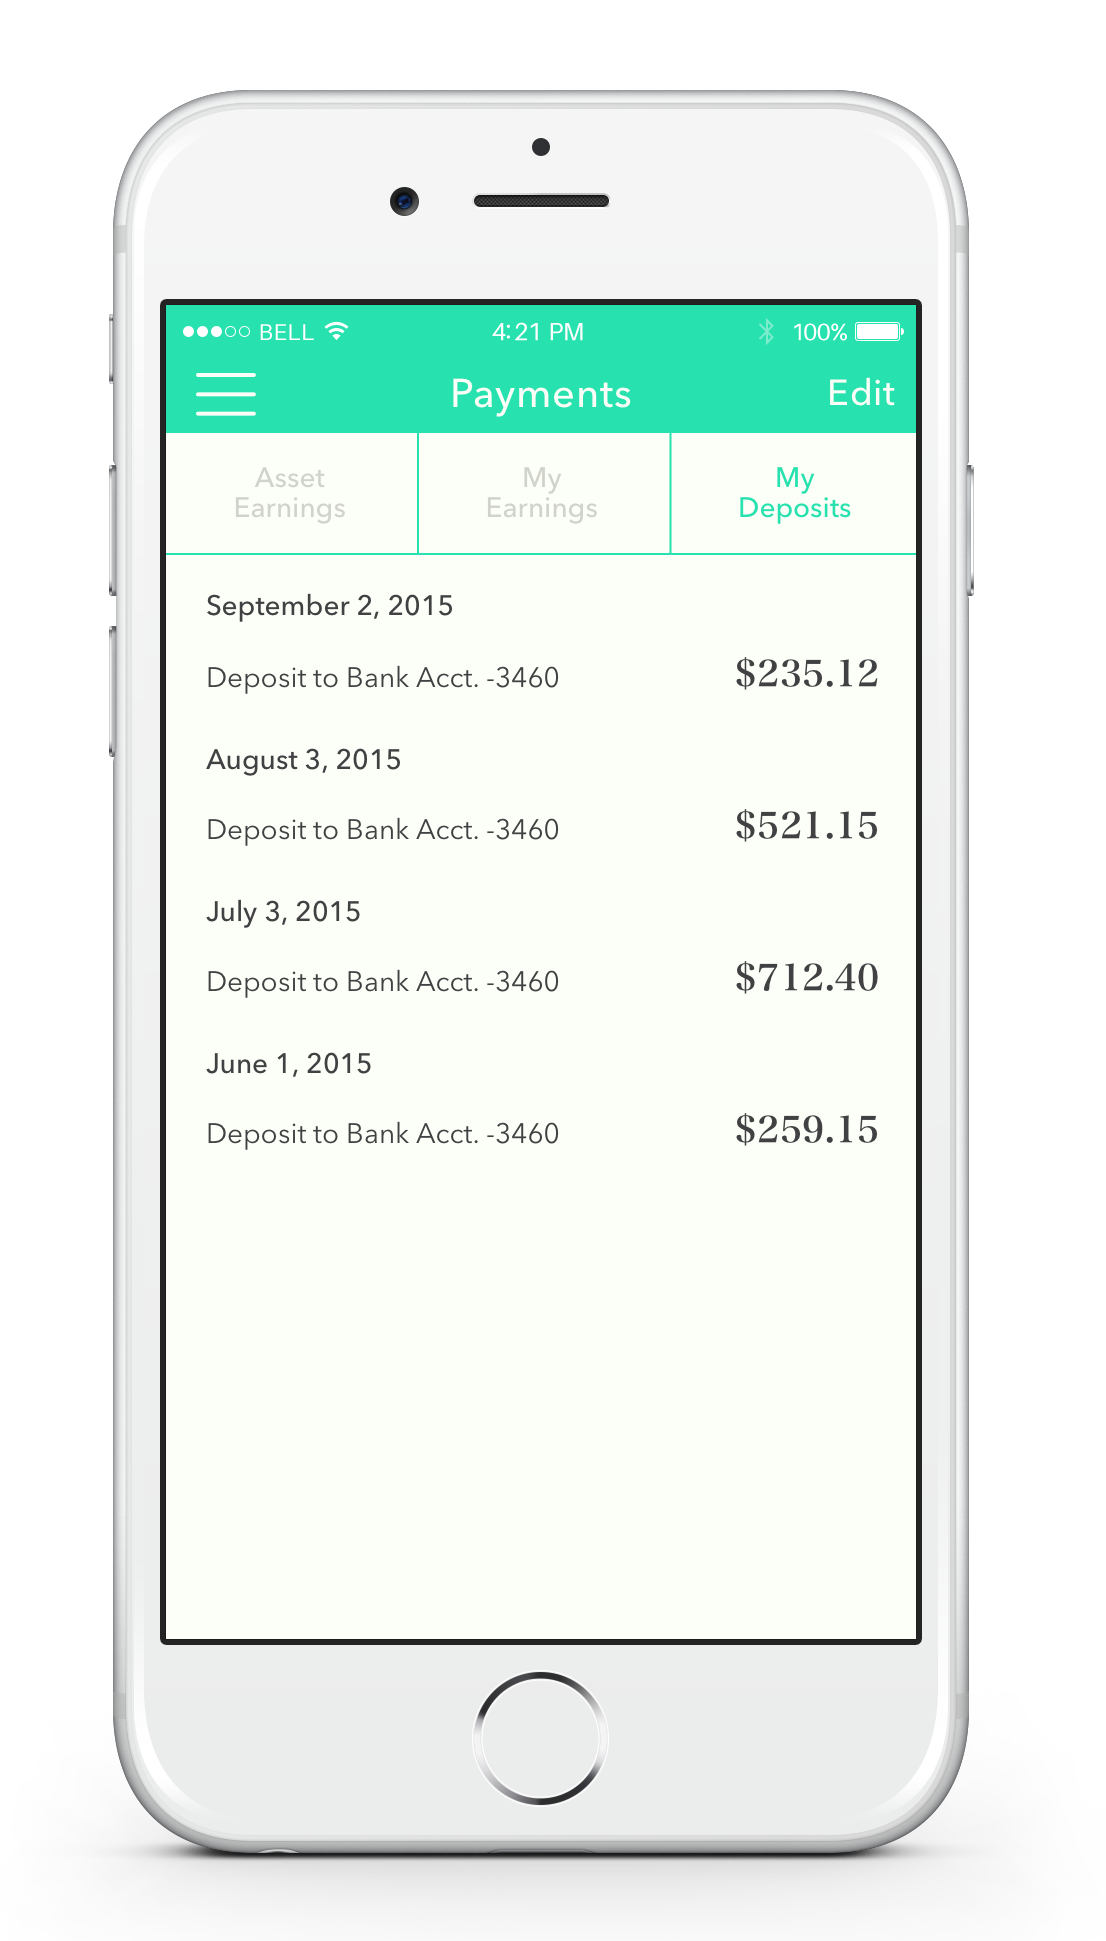 BELL 4:21 PM 100%
Payments Edit
Asset
Earnings
My
Earnings
My
Deposits
September 2, 2015
Deposit to Bank Acct. -3460 $235.12
August 3, 2015
Deposit to Bank Acct. -3460 $521.15
July 3, 2015
Deposit to Bank Acct. -3460 $712.40
June 1, 2015
Deposit to Bank Acct. -3460 $259.15